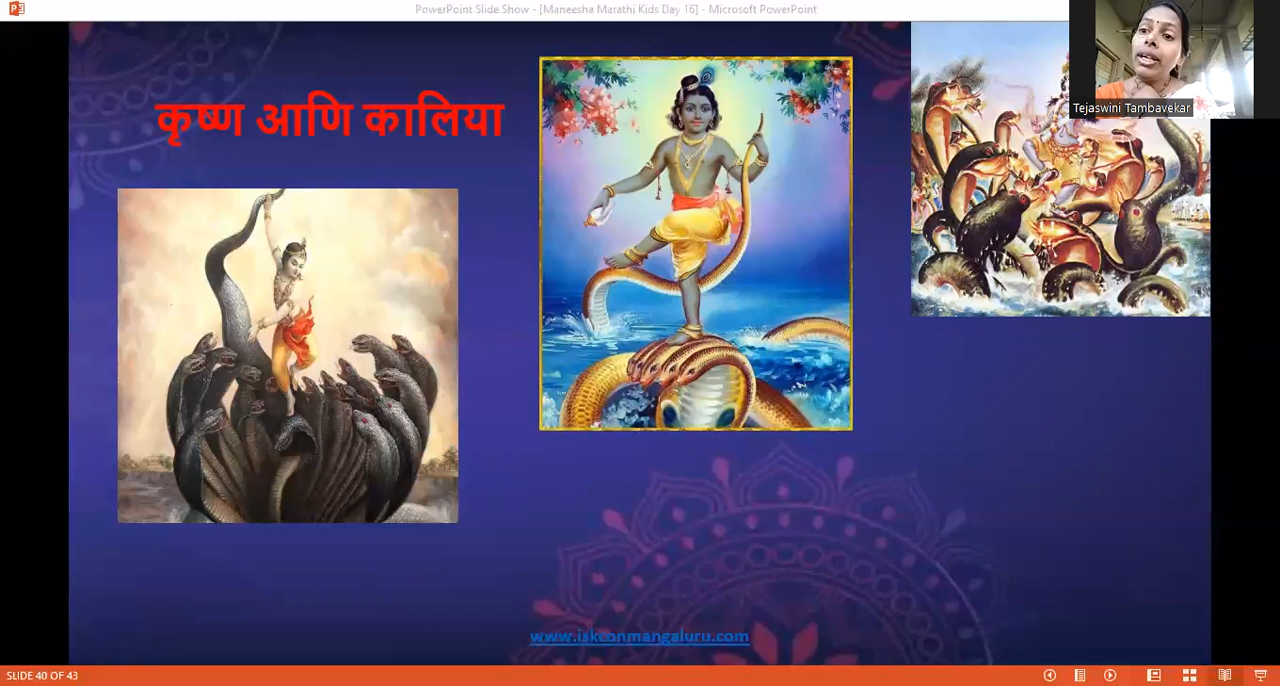 PowerPoint Slide Show - [Maneesha Marathi Kids Day 16] - Microsoft PowerPoint
Tejaswini Tambavekar
कृष्ण आणि कालिया
www.iskconmangaluru.com
SLIDE 40 OF 43